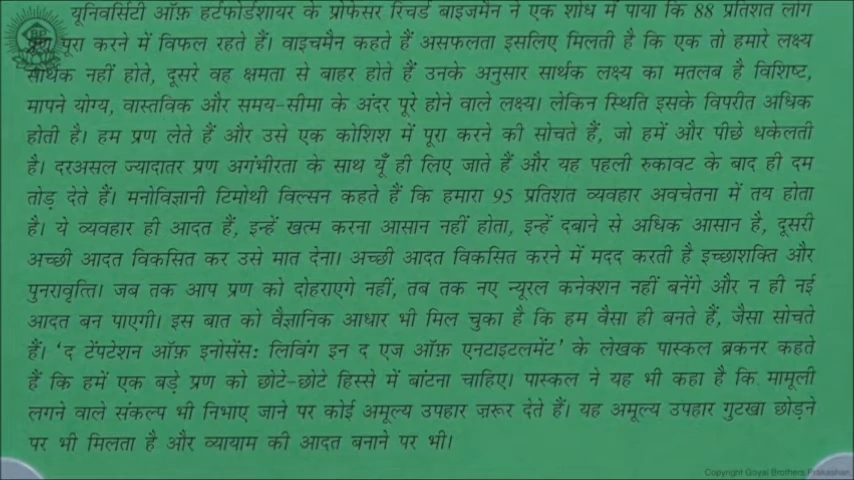 यूनिवर्सिटी ऑफ़ हर्टफोर्डशायर के प्रोफेसर रिचर्ड बाइजमैन ने एक शोध में पाया कि 88 प्रतिशत लोग
प्रण पूरा करने में विफल रहते हैं। वाइचमैन कहते हैं असफलता इसलिए मिलती है कि एक तो हमारे लक्ष्य
सार्थक नहीं होते, दूसरे वह क्षमता से बाहर होते हैं उनके अनुसार सार्थक लक्ष्य का मतलब है विशिष्ट,
मापने योग्य, वास्तविक और समय-सीमा के अंदर पूरे होने वाले लक्ष्य। लेकिन स्थिति इसके विपरीत अधिक
होती है। हम प्रण लेते हैं और उसे एक कोशिश में पूरा करने की सोचते हैं, जो हमें और पीछे धकेलती
है। दरअसल ज्यादातर प्रण अगंभीरता के साथ यूँ ही लिए जाते हैं और यह पहली रुकावट के बाद ही दम
तोड़ देते हैं। मनोविज्ञानी टिमोथी विल्सन कहते हैं कि हमारा 95 प्रतिशत व्यवहार अवचेतना में तय होता
है। ये व्यवहार ही आदत हैं, इन्हें खत्म करना आसान नहीं होता, इन्हें दबाने से अधिक आसान है, दूसरी
अच्छी आदत विकसित कर उसे मात देना। अच्छी आदत विकसित करने में मदद करती है इच्छाशक्ति और
पुनरावृत्ति। जब तक आप प्रण को दोहराएगे नहीं, तब तक नए न्यूरल कनेक्शन नहीं बनेंगे और न ही नई
आदत बन पाएगी। इस बात को वैज्ञानिक आधार भी मिल चुका है कि हम वैसा ही बनते हैं, जैसा सोचते
हैं। ‘द टेंपटेशन ऑफ़ इनोसेंस: लिविंग इन द एज ऑफ़ एनटाइटलमेंट’ के लेखक पास्कल ब्रकनर कहते
हैं कि हमें एक बड़े प्रण को छोटे-छोटे हिस्से में बांटना चाहिए। पास्कल ने यह भी कहा है कि मामूली
लगने वाले संकल्प भी निभाए जाने पर कोई अमूल्य उपहार ज़रूर देते हैं। यह अमूल्य उपहार गुटखा छोड़ने
पर भी मिलता है और व्यायाम की आदत बनाने पर भी।
Copyright Goyal Brothers Prakashan